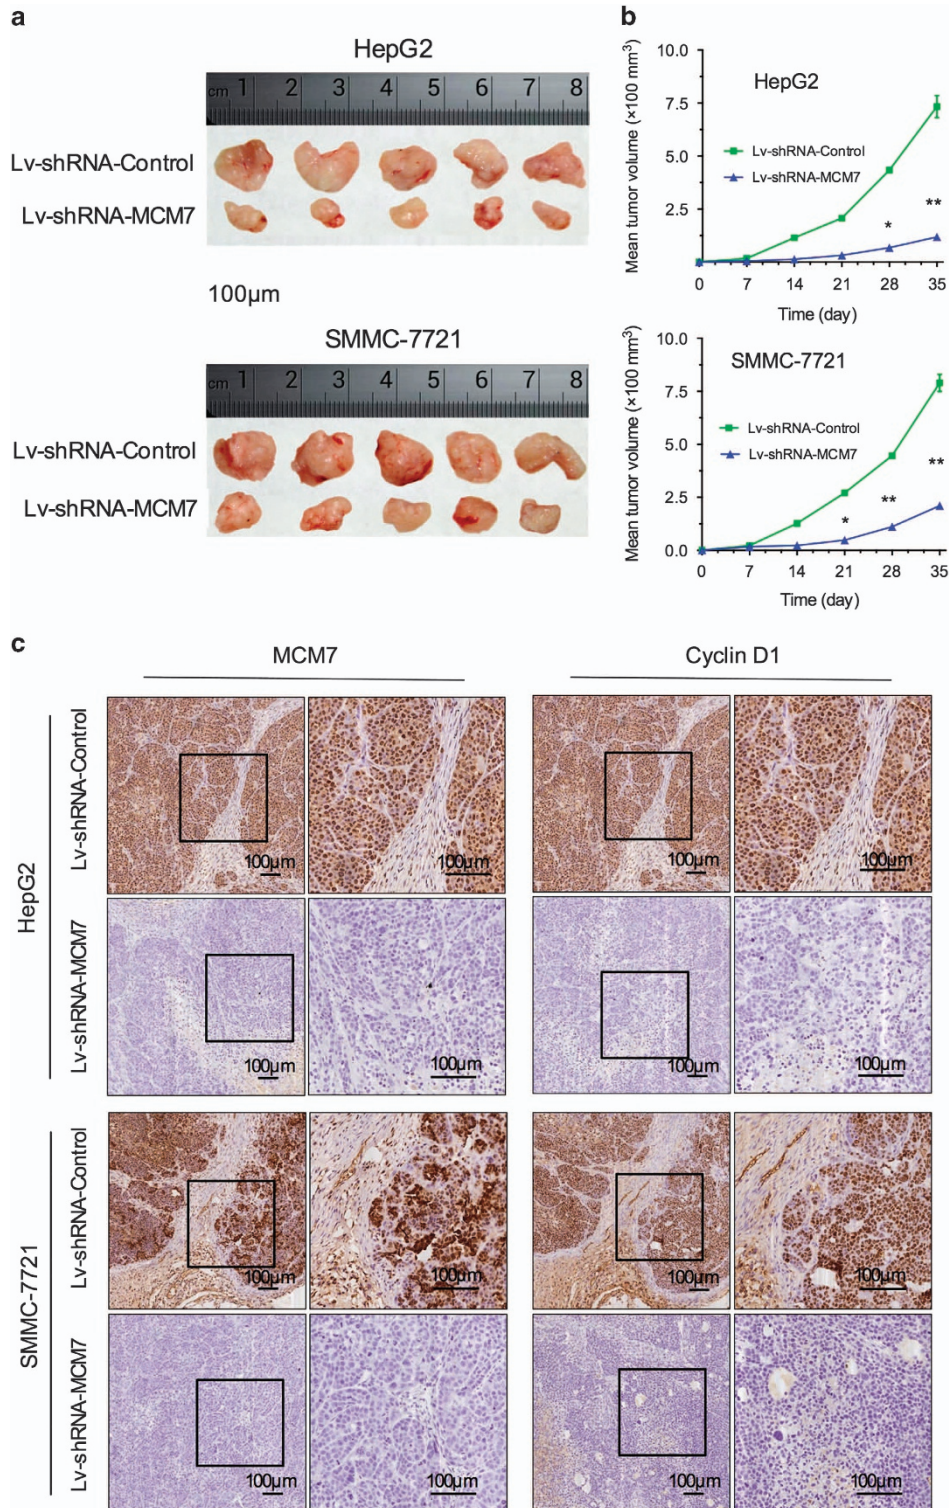 a
HepG2
cm 1 2 3 4 5 6 7 8
Lv-shRNA-Control
Lv-shRNA-MCM7
100μm
SMMC-7721
cm 1 2 3 4 5 6 7 8
Lv-shRNA-Control
Lv-shRNA-MCM7
b
Mean tumor volume (×100 mm³)
10.0
7.5
5.0
2.5
HepG2
Lv-shRNA-Control
Lv-shRNA-MCM7
*
**
0 7 14 21 28 35
Time (day)
Mean tumor volume (×100 mm³)
10.0
7.5
5.0
2.5
0.0
SMMC-7721
Lv-shRNA-Control
Lv-shRNA-MCM7
*
**
**
0 7 14 21 28 35
Time (day)
c
MCM7
Cyclin D1
HepG2
Lv-shRNA-Control
100μm
100μm
100μm
100μm
Lv-shRNA-MCM7
100μm
100μm
100μm
100μm
SMMC-7721
Lv-shRNA-Control
100μm
100μm
100μm
100μm
Lv-shRNA-MCM7
100μm
100μm
100μm
100μm